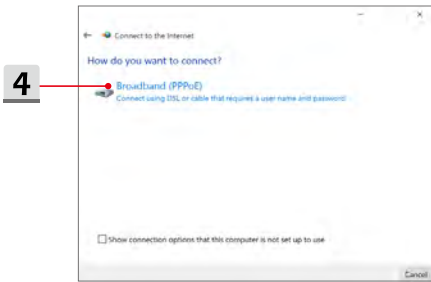 Connect to the Internet
How do you want to connect?
4
Broadband (PPPoE)
Connect using DSL or cable that requires a user name and password
Show connection options that this computer is not set up to use
Cancel